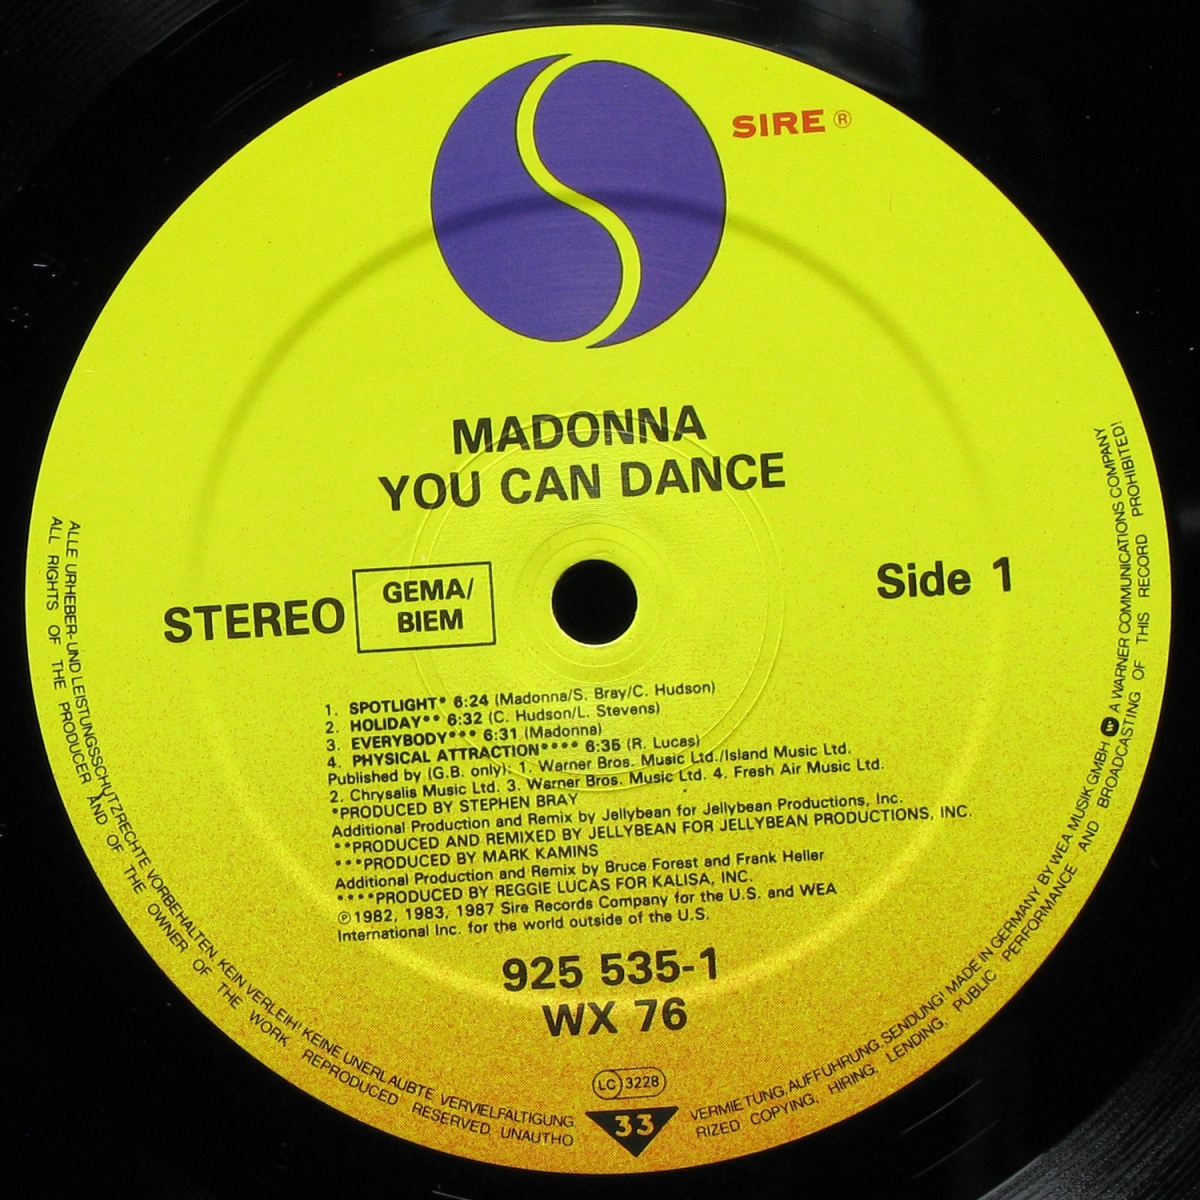 SIRE ®
MADONNA
YOU CAN DANCE
STEREO
GEMA/
BIEM
Side 1
1. SPOTLIGHT* 6:24 (Madonna/S. Bray/C. Hudson)
2. HOLIDAY** 6:32 (C. Hudson/L. Stevens)
3. EVERYBODY*** 6:31 (Madonna)
4. PHYSICAL ATTRACTION**** 6:35 (R. Lucas)
Published by (G.B. only): 1. Warner Bros. Music Ltd./Island Music Ltd.
2. Chrysalis Music Ltd. 3. Warner Bros. Music Ltd. 4. Fresh Air Music Ltd.
*PRODUCED BY STEPHEN BRAY
Additional Production and Remix by Jellybean for Jellybean Productions, Inc.
**PRODUCED AND REMIXED BY JELLYBEAN FOR JELLYBEAN PRODUCTIONS, INC.
***PRODUCED BY MARK KAMINS
Additional Production and Remix by Bruce Forest and Frank Heller
****PRODUCED BY REGGIE LUCAS FOR KALISA, INC.
℗1982, 1983, 1987 Sire Records Company for the U.S. and WEA
International Inc. for the world outside of the U.S.
925 535-1
WX 76
LC 3228
33
ALLE URHEBER- UND LEISTUNGSSCHUTZRECHTE VORBEHALTEN. KEIN VERLEIH! KEINE UNERLAUBTE VERVIELFÄLTIGUNG, VERMIETUNG, AUFFÜHRUNG, SENDUNG! MADE IN GERMANY BY WEA MUSIK GMBH A WARNER COMMUNICATIONS COMPANY
ALL RIGHTS OF THE PRODUCER AND OF THE OWNER OF THE WORK REPRODUCED RESERVED. UNAUTHORIZED COPYING, HIRING, LENDING, PUBLIC PERFORMANCE AND BROADCASTING OF THIS RECORD PROHIBITED!